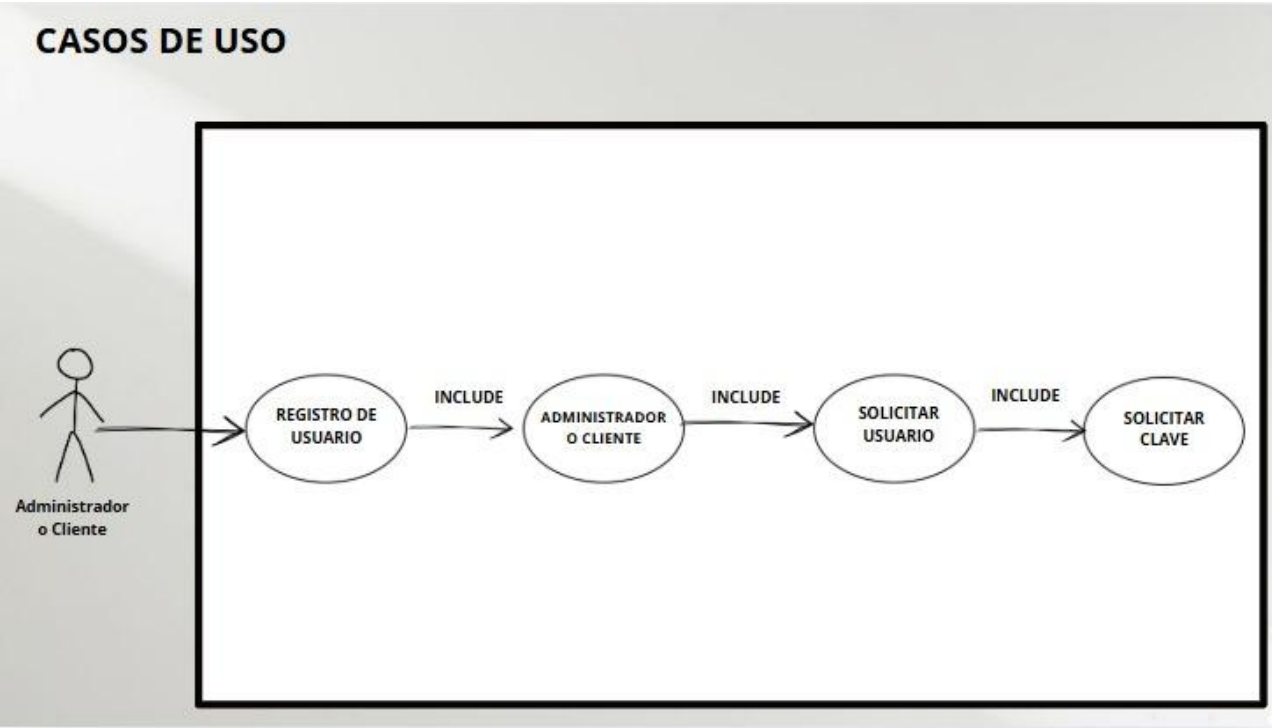 CASOS DE USO
INCLUDE
INCLUDE
INCLUDE
REGISTRO DE
USUARIO
ADMINISTRADOR
O CLIENTE
SOLICITAR
USUARIO
SOLICITAR
CLAVE
Administrador
o Cliente